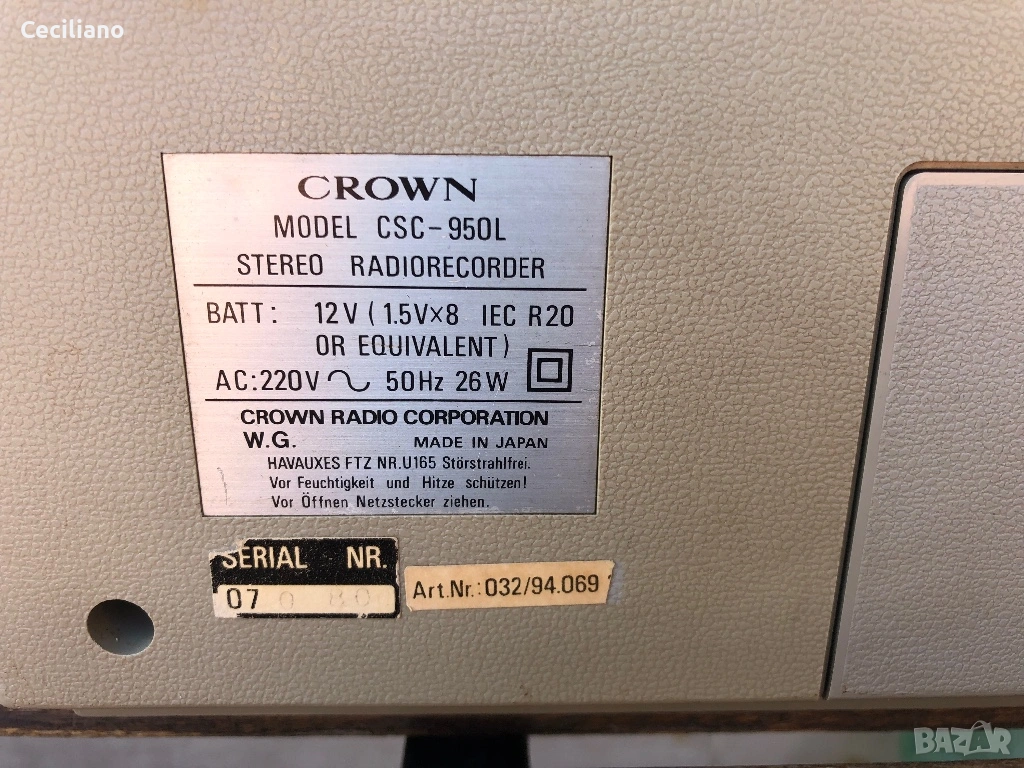 Ceciliano
CROWN
MODEL CSC-950L
STEREO RADIORECORDER
BATT: 12V (1.5V×8 IEC R20
OR EQUIVALENT)
AC:220V 50Hz 26W
CROWN RADIO CORPORATION
W.G. MADE IN JAPAN
HAVAUXES FTZ NR.U165 Störstrahlfrei.
Vor Feuchtigkeit und Hitze schützen!
Vor Öffnen Netzstecker ziehen.
SERIAL NR.
07
Art.Nr.:032/94.069
BAZAR